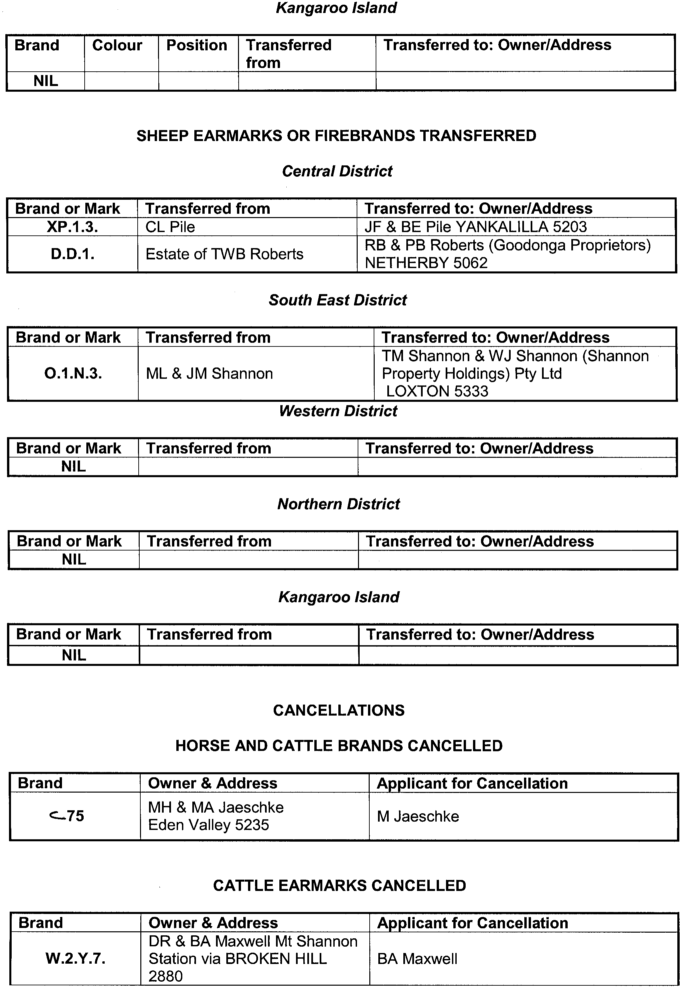 Kangaroo Island
Brand Colour Position Transferred from Transferred to: Owner/Address
NIL
SHEEP EARMARKS OR FIREBRANDS TRANSFERRED
Central District
Brand or Mark Transferred from Transferred to: Owner/Address
XP.1.3. CL Pile JF & BE Pile YANKALILLA 5203
D.D.1. Estate of TWB Roberts RB & PB Roberts (Goodonga Proprietors)
NETHERBY 5062
South East District
Brand or Mark Transferred from Transferred to: Owner/Address
O.1.N.3. ML & JM Shannon TM Shannon & WJ Shannon (Shannon
Property Holdings) Pty Ltd
LOXTON 5333
Western District
Brand or Mark Transferred from Transferred to: Owner/Address
NIL
Northern District
Brand or Mark Transferred from Transferred to: Owner/Address
NIL
Kangaroo Island
Brand or Mark Transferred from Transferred to: Owner/Address
NIL
CANCELLATIONS
HORSE AND CATTLE BRANDS CANCELLED
Brand Owner & Address Applicant for Cancellation
75 MH & MA Jaeschke
Eden Valley 5235 M Jaeschke
CATTLE EARMARKS CANCELLED
Brand Owner & Address Applicant for Cancellation
W.2.Y.7. DR & BA Maxwell Mt Shannon
Station via BROKEN HILL
2880 BA Maxwell